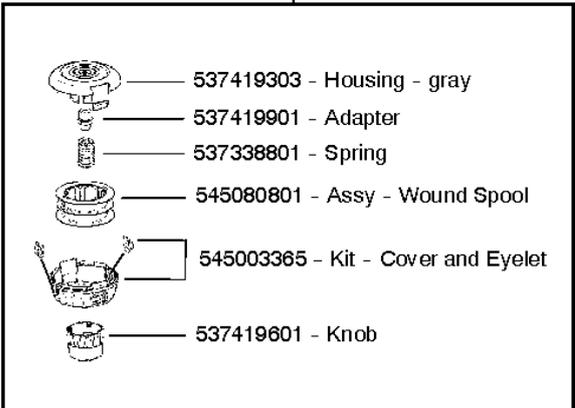 537419303 - Housing - gray
537419901 - Adapter
537338801 - Spring
545080801 - Assy - Wound Spool
545003365 - Kit - Cover and Eyelet
537419601 - Knob